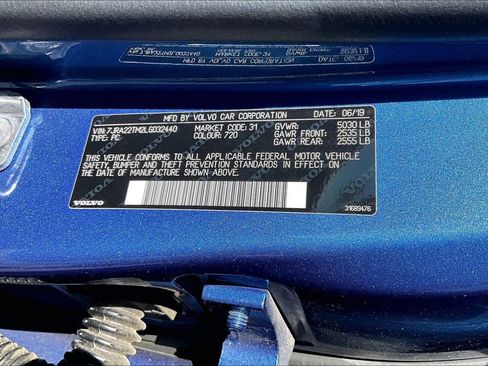 MFD. BY VOLVO CAR CORPORATION DATE: 06/19
VIN: 7JRA22TM2LG032440 MARKET CODE: 31 GVWR: 5030 LB
TYPE: PC COLOUR: 720 GAWR FRONT: 2535 LB
GAWR REAR: 2555 LB
THIS VEHICLE CONFORMS TO ALL APPLICABLE FEDERAL MOTOR VEHICLE
SAFETY, BUMPER AND THEFT PREVENTION STANDARDS IN EFFECT ON THE
DATE OF MANUFACTURE SHOWN ABOVE.
VOLVO 31689476